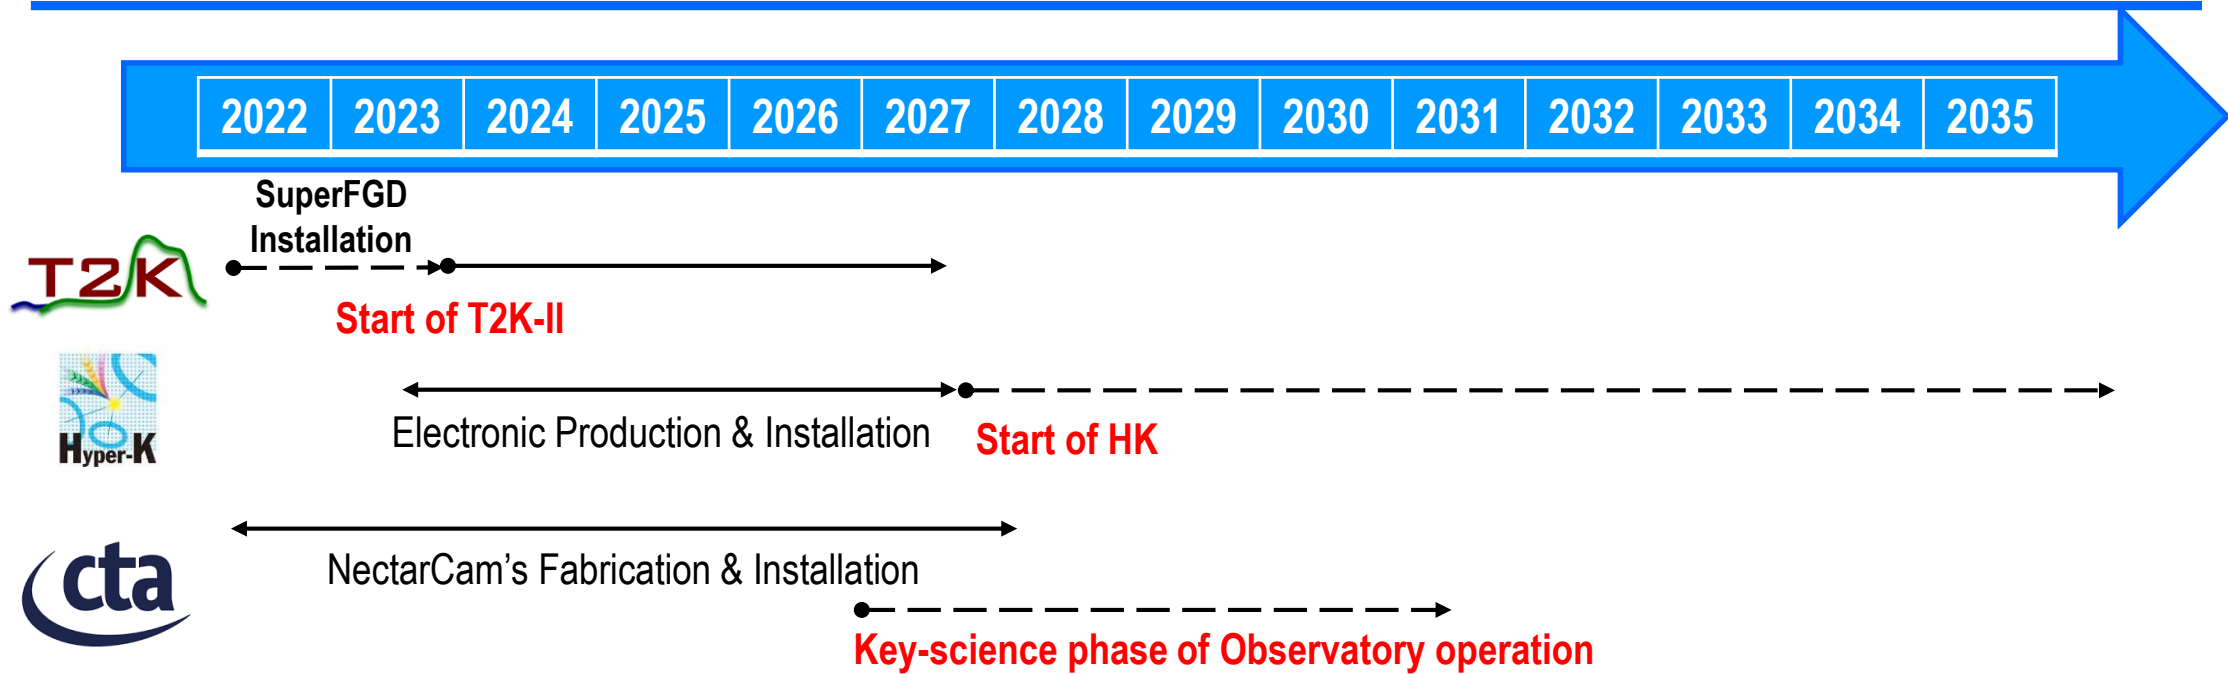 2022 2023 2024 2025 2026 2027 2028 2029 2030 2031 2032 2033 2034 2035
SuperFGD
Installation
T2K
Start of T2K-II
Hyper-K
Electronic Production & Installation
Start of HK
cta
NectarCam’s Fabrication & Installation
Key-science phase of Observatory operation